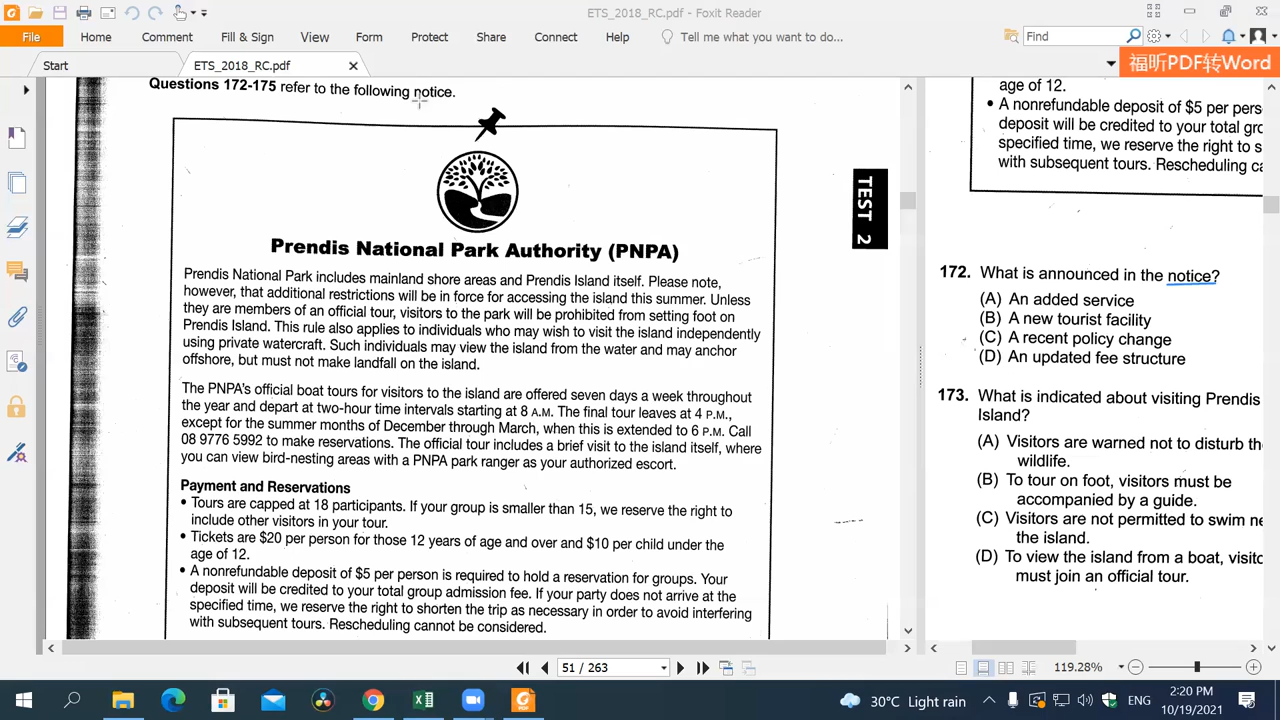 ETS_2018_RC.pdf - Foxit Reader
File Home Comment Fill & Sign View Form Protect Share Connect Help Tell me what you want to do... Find
Start ETS_2018_RC.pdf 福昕PDF转Word
Questions 172-175 refer to the following notice.
TEST 2
Prendis National Park Authority (PNPA)
Prendis National Park includes mainland shore areas and Prendis Island itself. Please note,
however, that additional restrictions will be in force for accessing the island this summer. Unless
they are members of an official tour, visitors to the park will be prohibited from setting foot on
Prendis Island. This rule also applies to individuals who may wish to visit the island independently
using private watercraft. Such individuals may view the island from the water and may anchor
offshore, but must not make landfall on the island.
The PNPA's official boat tours for visitors to the island are offered seven days a week throughout
the year and depart at two-hour time intervals starting at 8 A.M. The final tour leaves at 4 P.M.,
except for the summer months of December through March, when this is extended to 6 P.M. Call
08 9776 5992 to make reservations. The official tour includes a brief visit to the island itself, where
you can view bird-nesting areas with a PNPA park ranger as your authorized escort.
Payment and Reservations
• Tours are capped at 18 participants. If your group is smaller than 15, we reserve the right to
include other visitors in your tour.
• Tickets are $20 per person for those 12 years of age and over and $10 per child under the
age of 12.
• A nonrefundable deposit of $5 per person is required to hold a reservation for groups. Your
deposit will be credited to your total group admission fee. If your party does not arrive at the
specified time, we reserve the right to shorten the trip as necessary in order to avoid interfering
with subsequent tours. Rescheduling cannot be considered.
age of 12.
• A nonrefundable deposit of $5 per pers
deposit will be credited to your total gro
specified time, we reserve the right to s
with subsequent tours. Rescheduling ca
172. What is announced in the notice?
(A) An added service
(B) A new tourist facility
(C) A recent policy change
(D) An updated fee structure
173. What is indicated about visiting Prendis
Island?
(A) Visitors are warned not to disturb th
wildlife.
(B) To tour on foot, visitors must be
accompanied by a guide.
(C) Visitors are not permitted to swim ne
the island.
(D) To view the island from a boat, visito
must join an official tour.
51 / 263 119.28%
30°C Light rain ENG 2:20 PM
10/19/2021